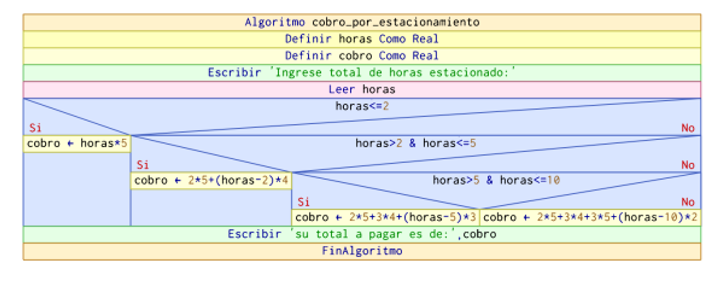 Algoritmo cobro_por_estacionamiento
Definir horas Como Real
Definir cobro Como Real
Escribir 'Ingrese total de horas estacionado:'
Leer horas
horas<=2
Si No
cobro ← horas*5
horas>2 & horas<=5
Si No
cobro ← 2*5+(horas-2)*4
horas>5 & horas<=10
Si No
cobro ← 2*5+3*4+(horas-5)*3
cobro ← 2*5+3*4+3*5+(horas-10)*2
Escribir 'su total a pagar es de:',cobro
FinAlgoritmo